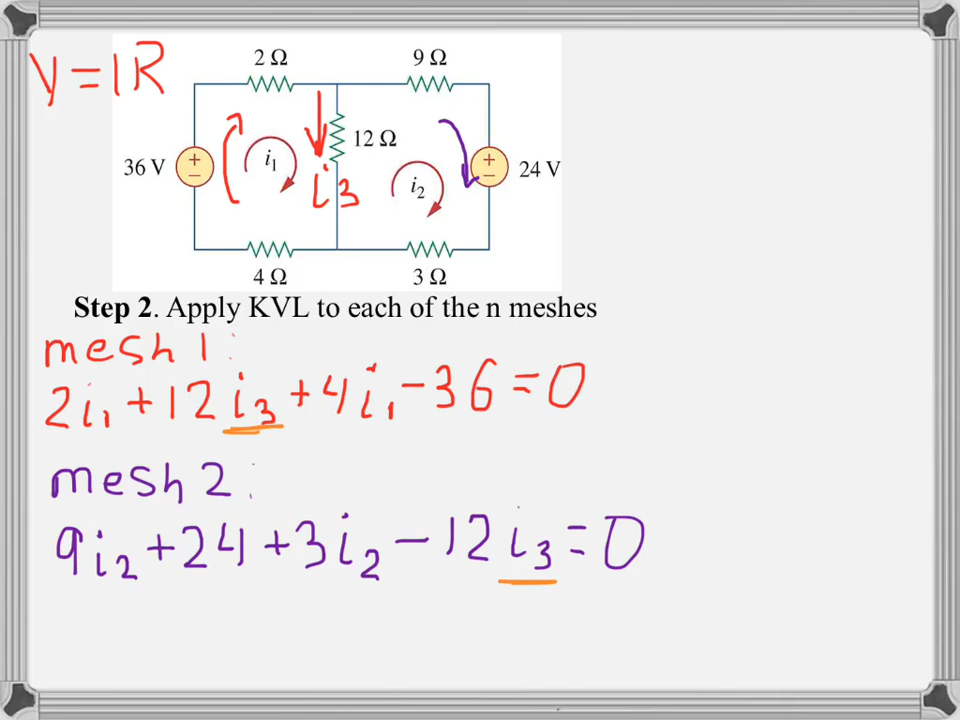 V=IR
2 Ω
9 Ω
36 V
+
−
i1
12 Ω
i3
i2
+
−
24 V
4 Ω
3 Ω
Step 2. Apply KVL to each of the n meshes
mesh 1:
2i1+12i3+4i1-36=0
mesh 2:
9i2+24+3i2-12i3=0